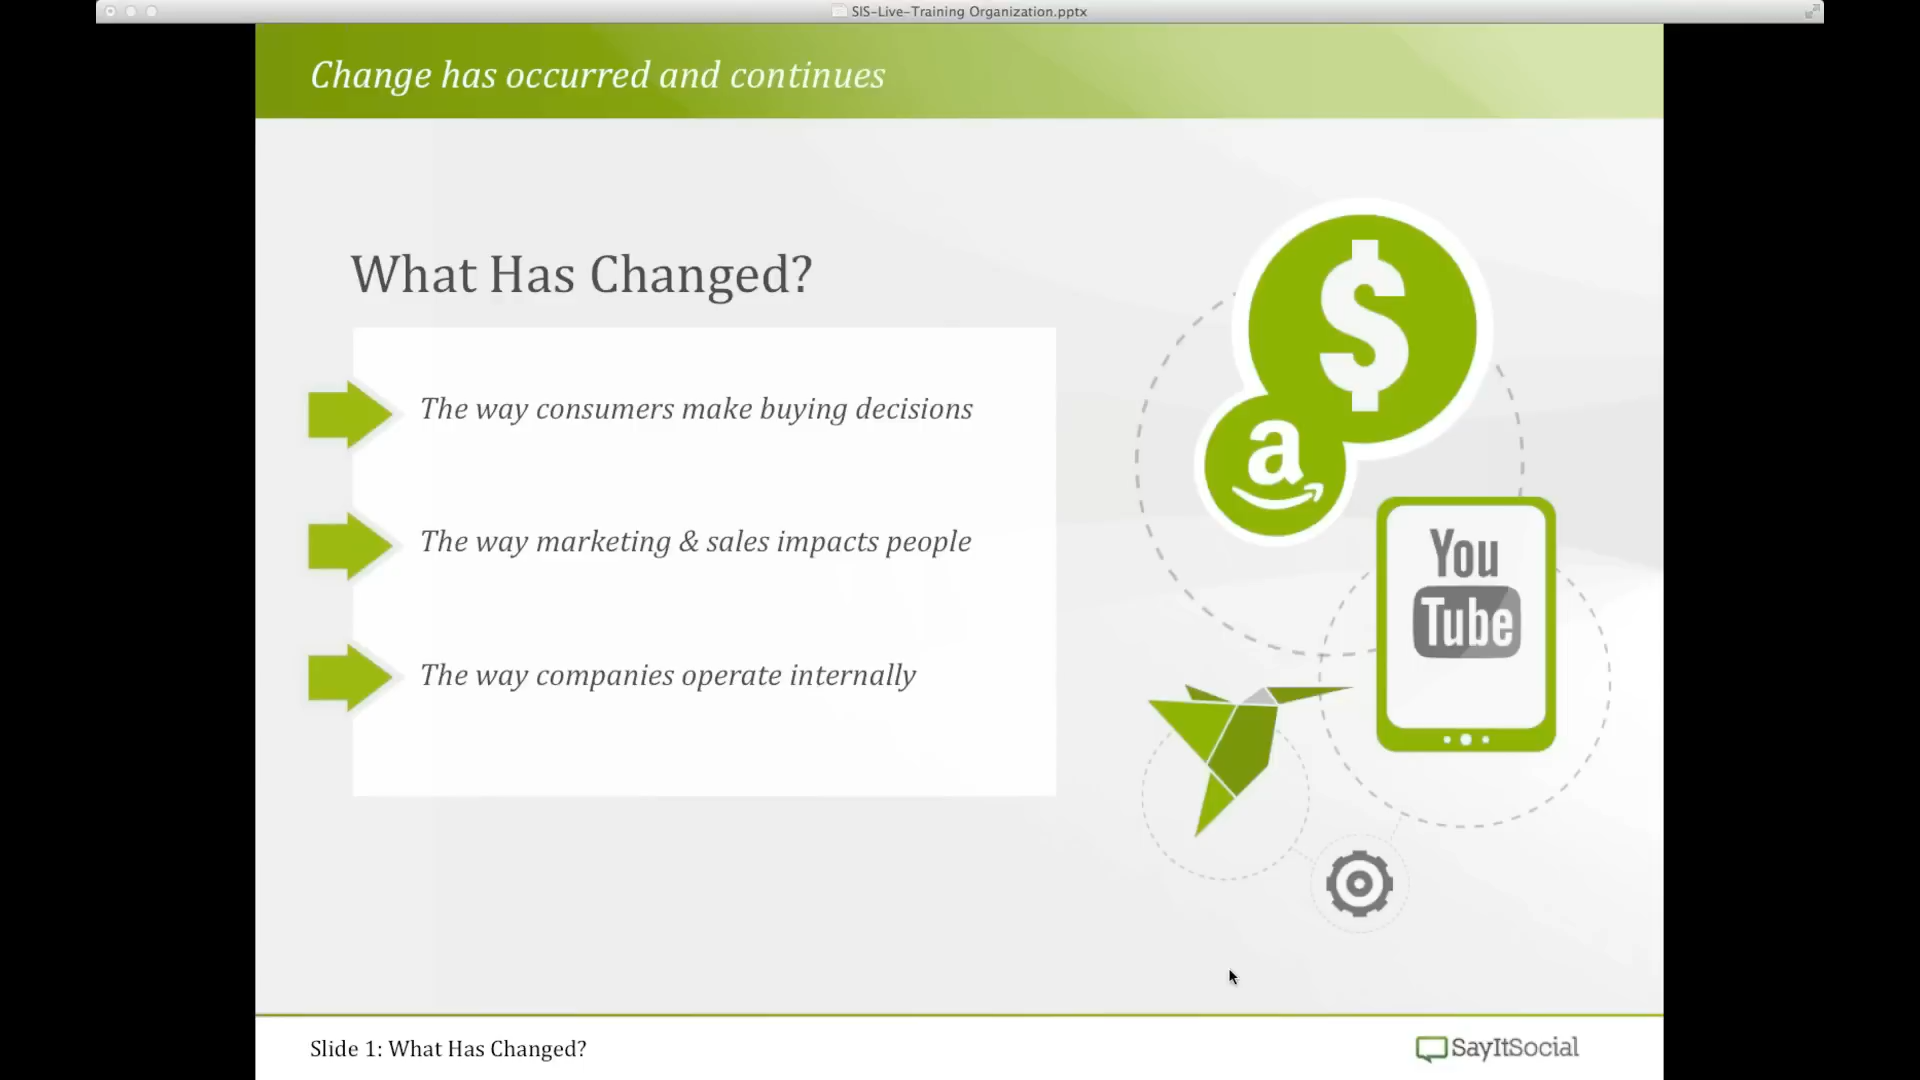 SIS-Live-Training Organization.pptx
Change has occurred and continues
What Has Changed?
The way consumers make buying decisions
The way marketing & sales impacts people
The way companies operate internally
$
a
You
Tube
Slide 1: What Has Changed?
SayItSocial